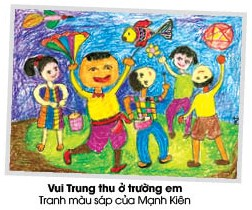 Vui Trung thu ở trường em
Tranh màu sáp của Mạnh Kiên